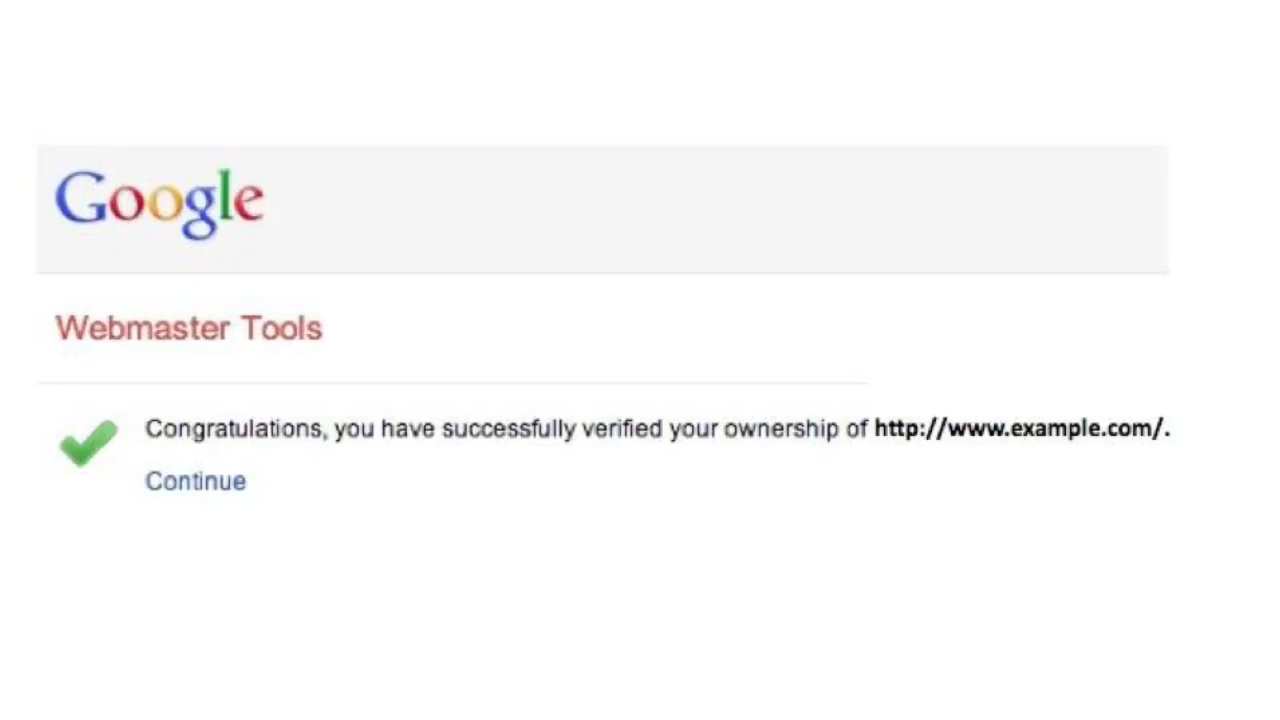 Google
Webmaster Tools
Congratulations, you have successfully verified your ownership of http://www.example.com/.
Continue